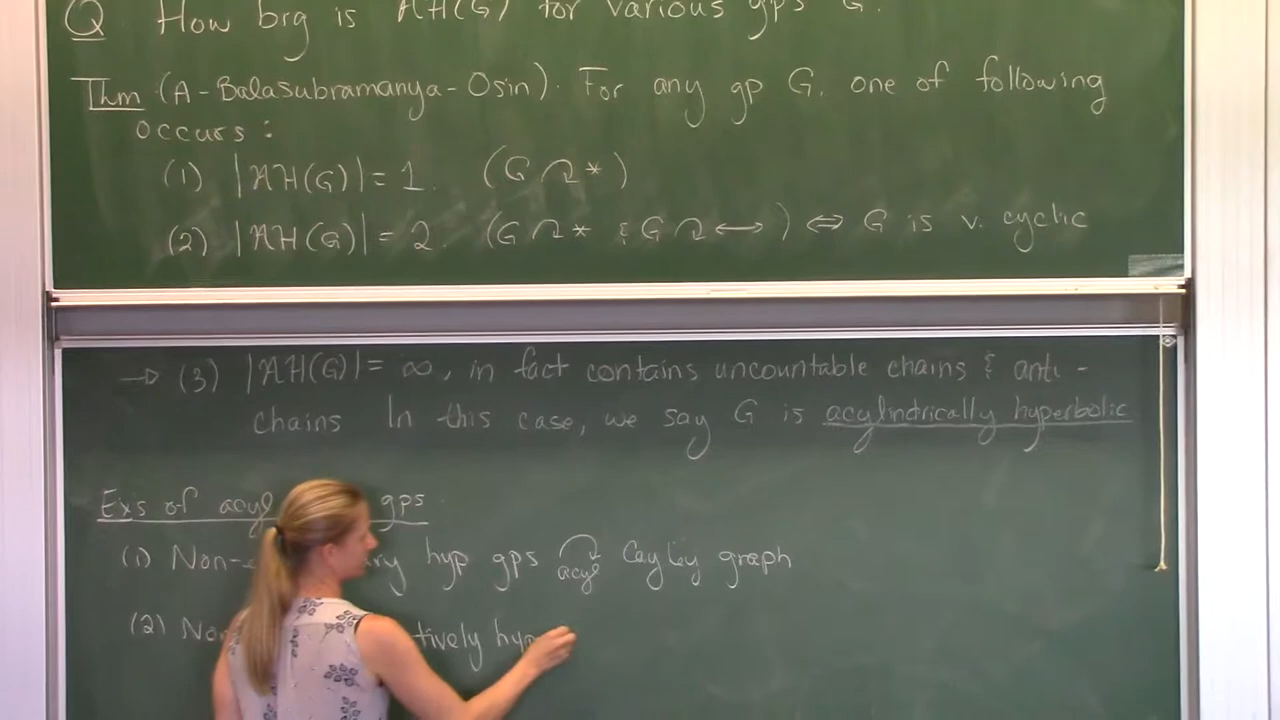 Q How big is AH(G) for various gps G.
Thm (A-Balasubramanya-Osin). For any gp G, one of following
occurs:
(1) |AH(G)| = 1. (G ↷ *)
(2) |AH(G)| = 2. (G ↷ * & G ↷ ↔) ⇔ G is v. cyclic
→ (3) |AH(G)| = ∞, in fact contains uncountable chains & anti-
chains In this case, we say G is acylindrically hyperbolic
Exs of acyl gps.
(1) Non- ary hyp gps ↷ acyl Cayley graph
(2) Non tively hyp